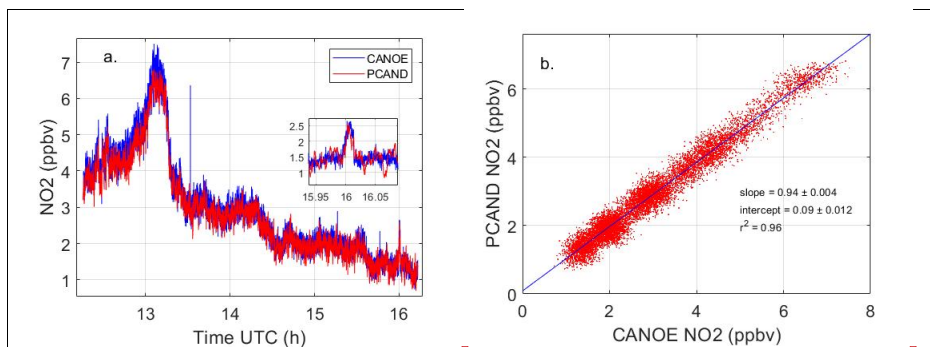 a.
CANOE
PCAND
7
6
5
4
3
2
1
NO2 (ppbv)
2.5
2
1.5
1
15.95 16 16.05
13 14 15 16
Time UTC (h)
b.
6
4
2
0
PCAND NO2 (ppbv)
slope = 0.94 ± 0.004
intercept = 0.09 ± 0.012
r² = 0.96
0 2 4 6 8
CANOE NO2 (ppbv)